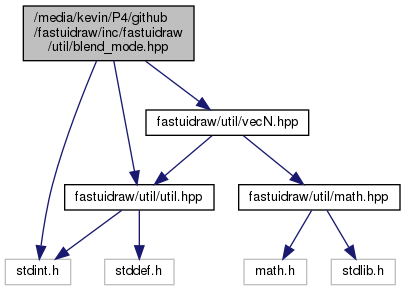 /media/kevin/P4/github
/fastuidraw/inc/fastuidraw
/util/blend_mode.hpp
fastuidraw/util/vecN.hpp
fastuidraw/util/util.hpp
fastuidraw/util/math.hpp
stdint.h
stddef.h
math.h
stdlib.h